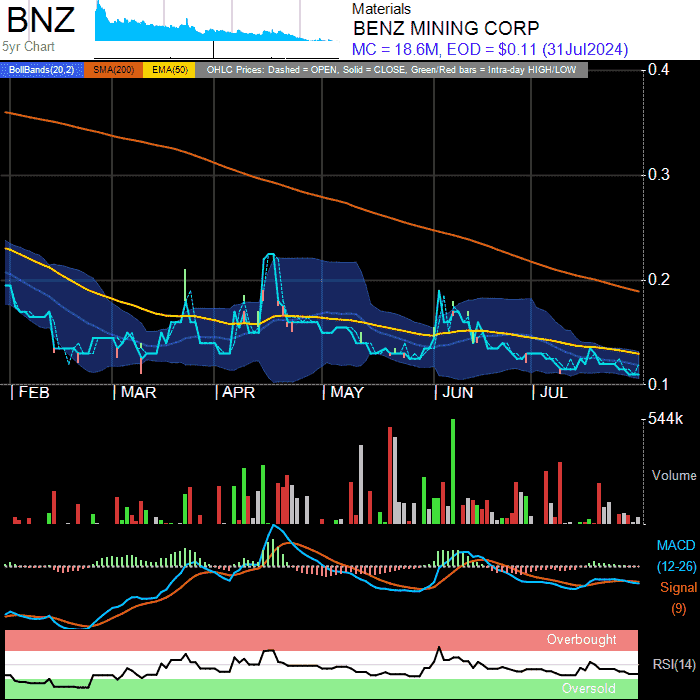 BNZ
5yr Chart
Materials
BENZ MINING CORP
MC = 18.6M, EOD = $0.11 (31Jul2024)
BollBands(20,2) SMA(200) EMA(50) OHLC Prices: Dashed = OPEN, Solid = CLOSE, Green/Red bars = Intra-day HIGH/LOW
0.4
0.3
0.2
0.1
FEB MAR APR MAY JUN JUL
544k
Volume
MACD
(12-26)
Signal
(9)
Overbought
RSI(14)
Oversold